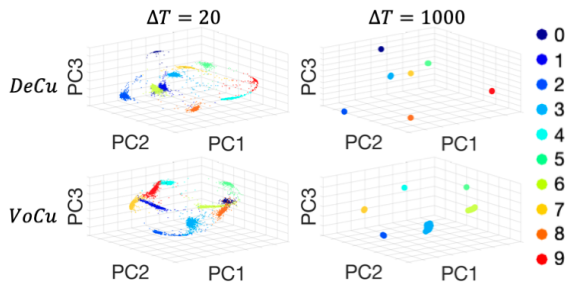 ΔT = 20
ΔT = 1000
DeCu
PC3
PC2
PC1
PC3
PC2
PC1
VoCu
PC3
PC2
PC1
PC3
PC2
PC1
0
1
2
3
4
5
6
7
8
9